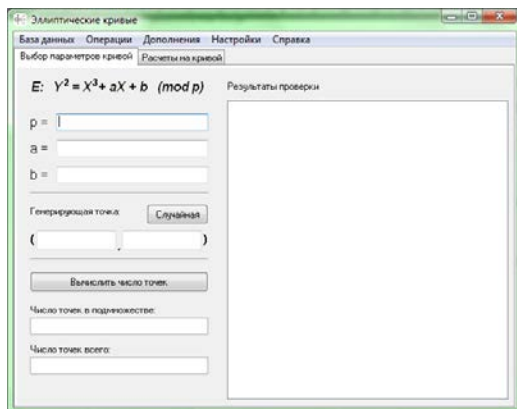 Эллиптические кривые
База данных Операции Дополнения Настройки Справка
Выбор параметров кривой Расчеты на кривой
E: Y² = X³ + aX + b (mod p)
Результаты проверки
p =
a =
b =
Генерирующая точка: Случайная
( , )
Вычислить число точек
Число точек в подмножестве:
Число точек всего: